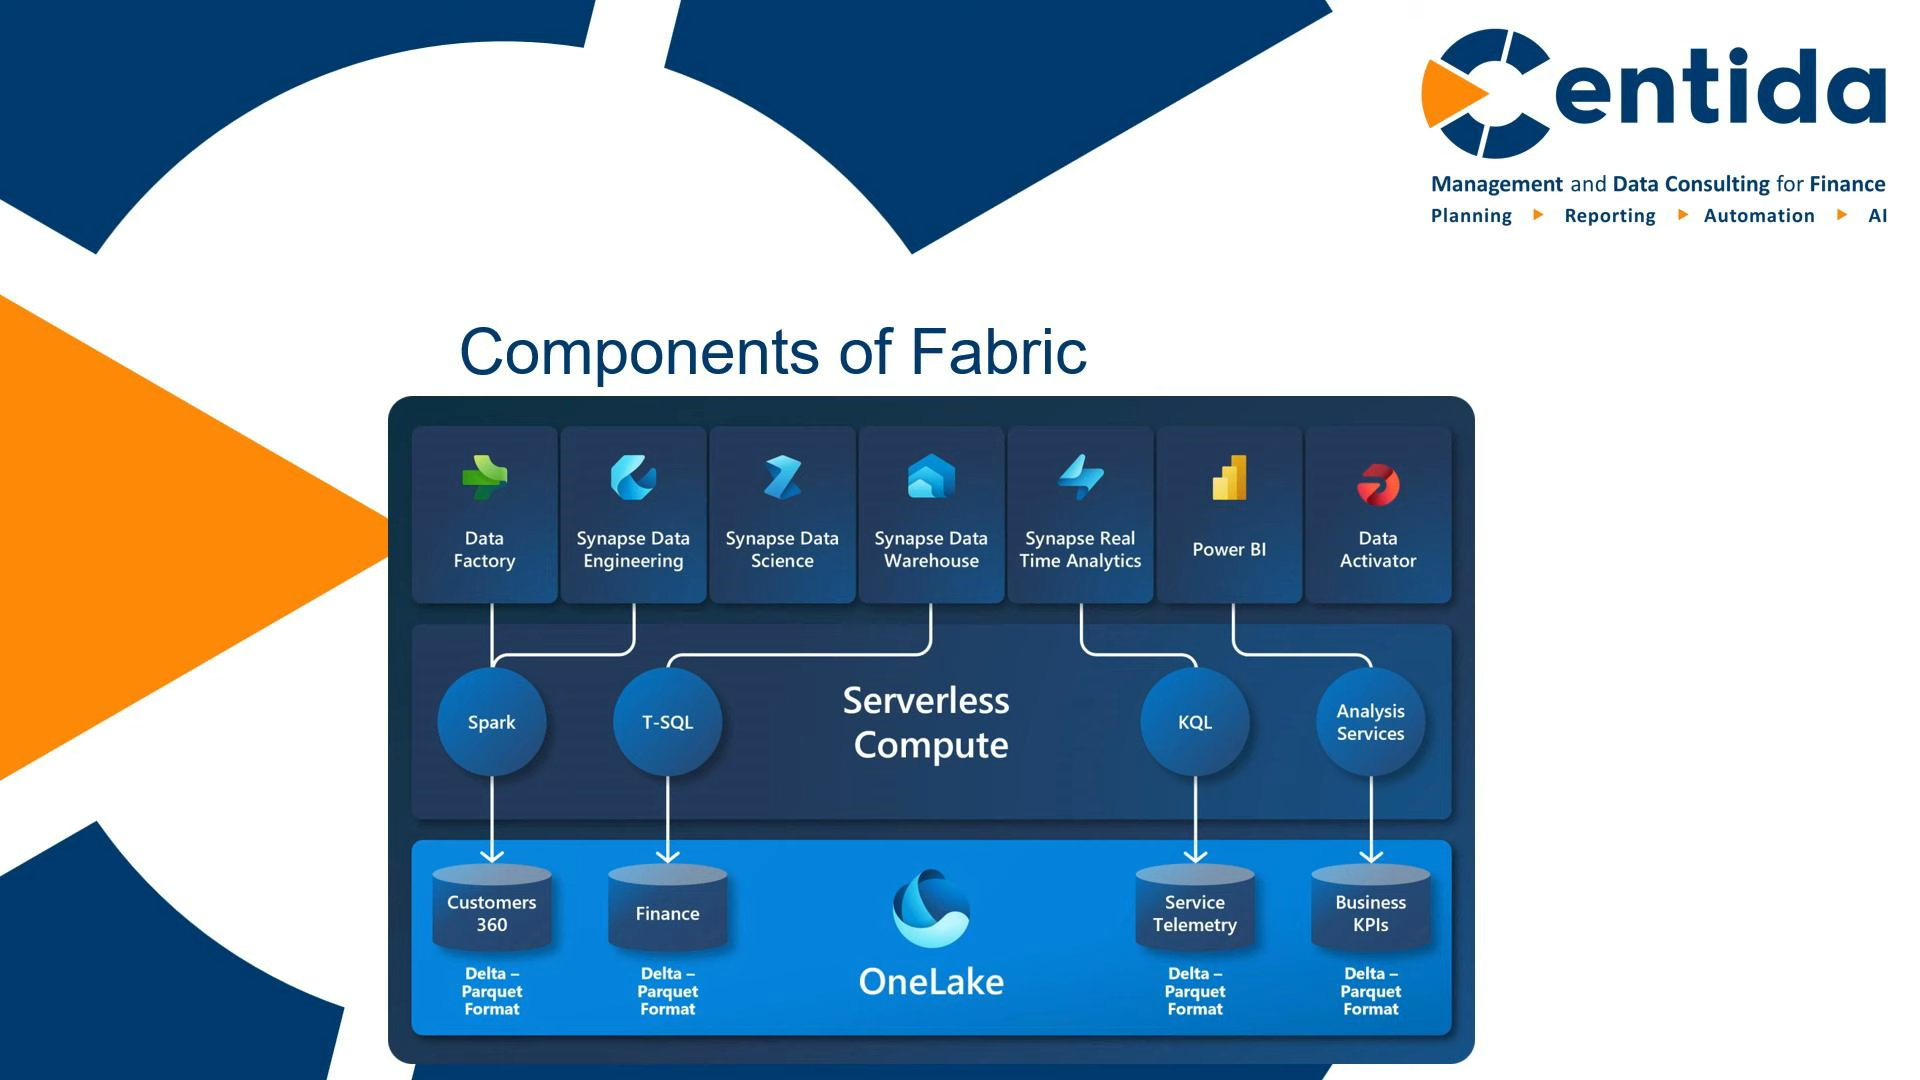 Centida
Management and Data Consulting for Finance
Planning Reporting Automation AI
Components of Fabric
Data
Factory
Synapse Data
Engineering
Synapse Data
Science
Synapse Data
Warehouse
Synapse Real
Time Analytics
Power BI
Data
Activator
Spark
T-SQL
Serverless
Compute
KQL
Analysis
Services
Customers
360
Finance
Service
Telemetry
Business
KPIs
Delta –
Parquet
Format
Delta –
Parquet
Format
OneLake
Delta –
Parquet
Format
Delta –
Parquet
Format